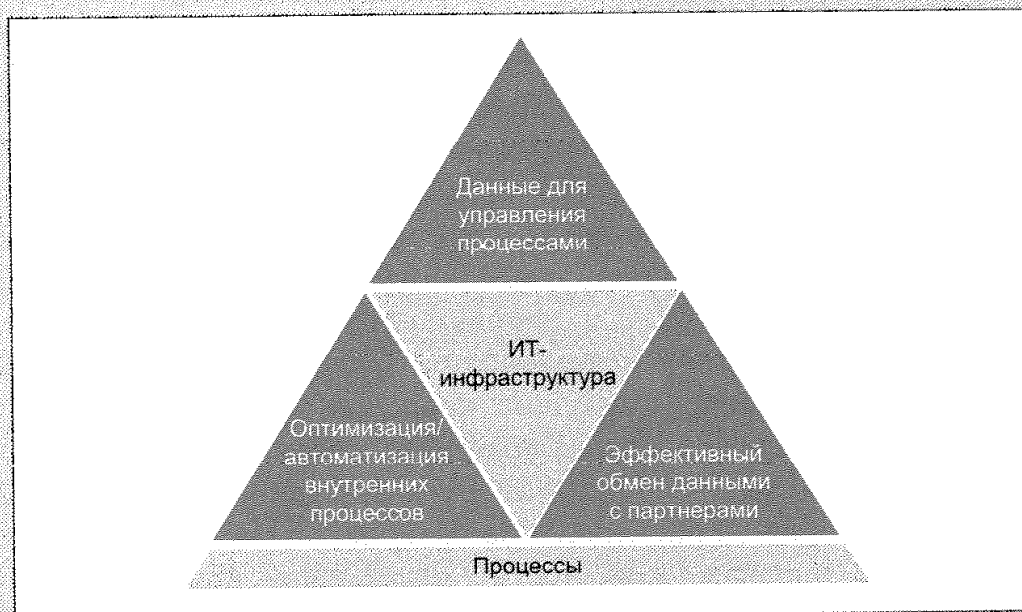 Данные для
управления
процессами
ИТ-
инфраструктура
Оптимизация/
автоматизация
внутренних
процессов
Эффективный
обмен данными
с партнерами
Процессы